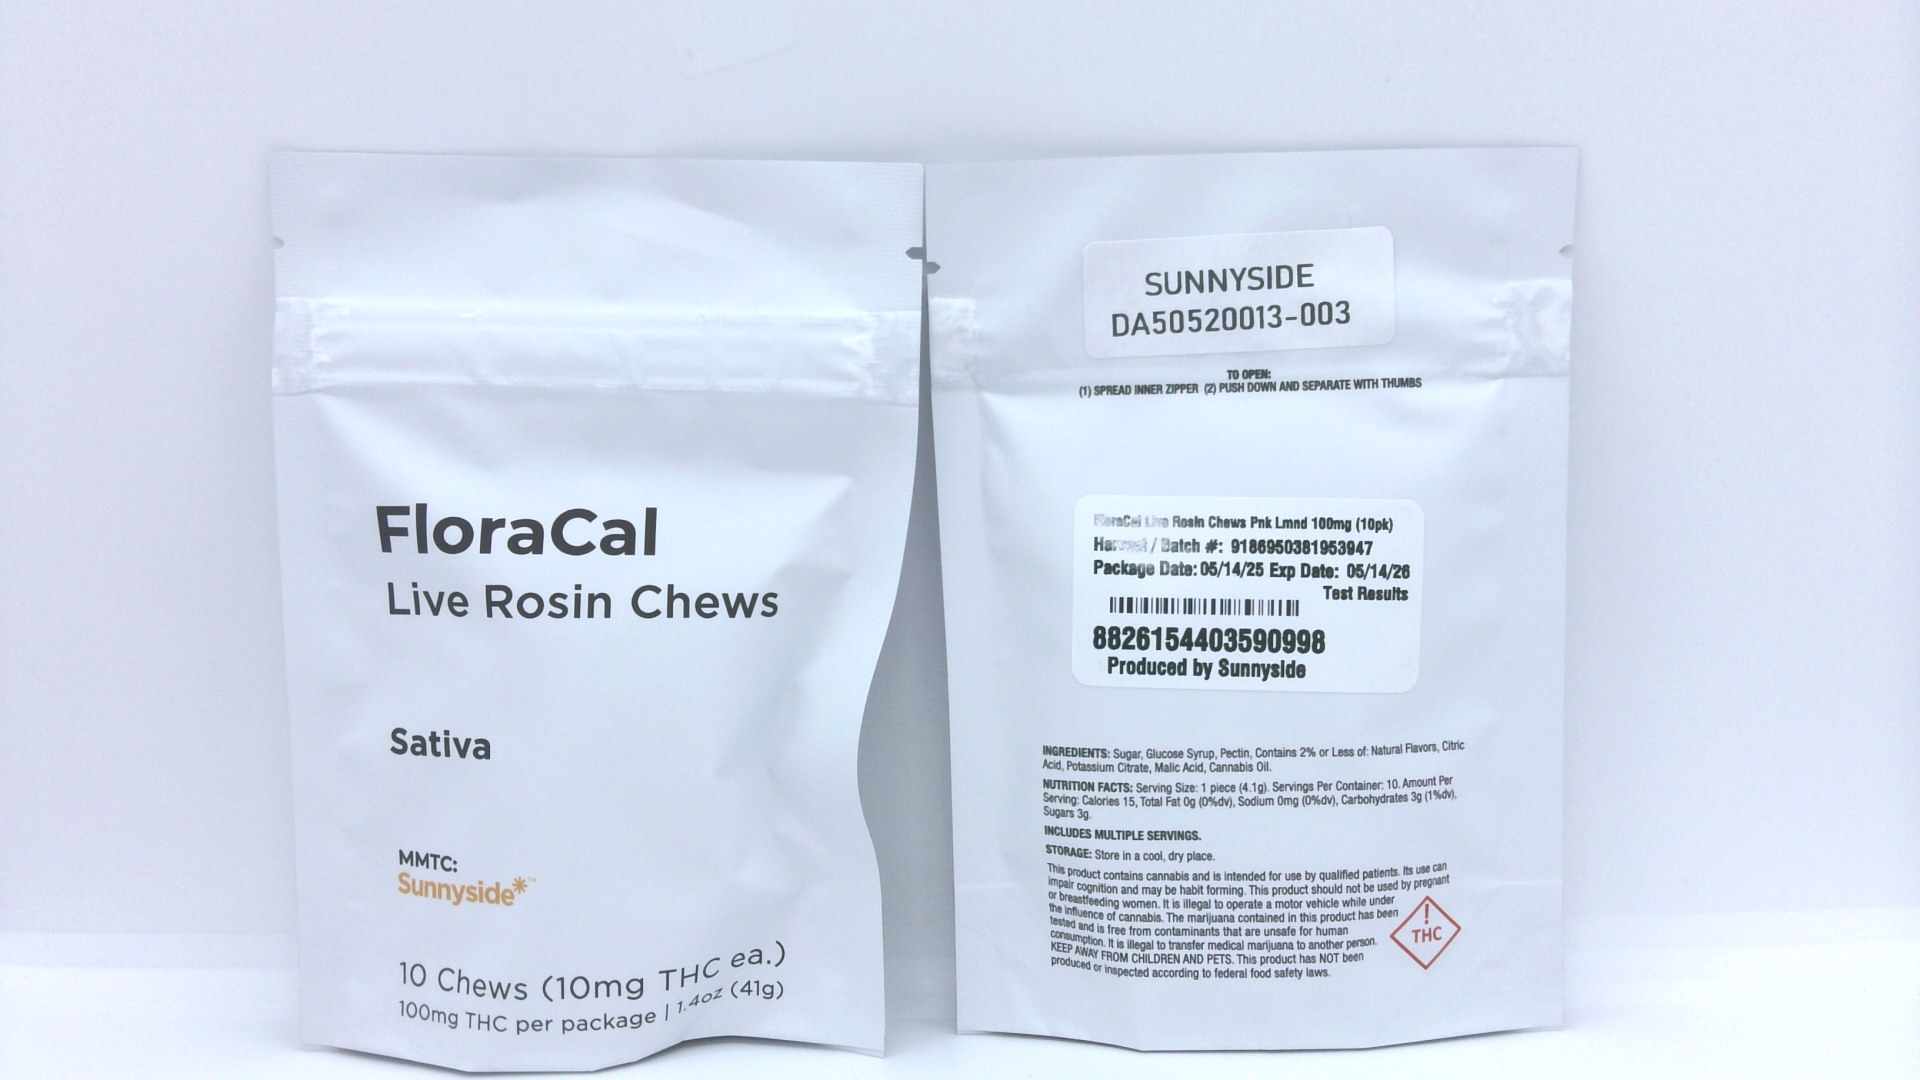 FloraCal
Live Rosin Chews
Sativa
MMTC:
Sunnyside*™
10 Chews (10mg THC ea.)
100mg THC per package | 1.4oz (41g)
SUNNYSIDE
DA50520013-003
TO OPEN:
(1) SPREAD INNER ZIPPER (2) PUSH DOWN AND SEPARATE WITH THUMBS
FloraCal Live Rosin Chews Pnk Lmnd 100mg (10pk)
Harvest / Batch #: 9186950381953947
Package Date: 05/14/25 Exp Date: 05/14/26
Test Results
8826154403590998
Produced by Sunnyside
INGREDIENTS: Sugar, Glucose Syrup, Pectin, Contains 2% or Less of: Natural Flavors, Citric
Acid, Potassium Citrate, Malic Acid, Cannabis Oil.
NUTRITION FACTS: Serving Size: 1 piece (4.1g). Servings Per Container: 10. Amount Per
Serving: Calories 15, Total Fat 0g (0%dv), Sodium 0mg (0%dv), Carbohydrates 3g (1%dv),
Sugars 3g.
INCLUDES MULTIPLE SERVINGS.
STORAGE: Store in a cool, dry place.
This product contains cannabis and is intended for use by qualified patients. Its use can
impair cognition and may be habit forming. This product should not be used by pregnant
or breastfeeding women. It is illegal to operate a motor vehicle while under
the influence of cannabis. The marijuana contained in this product has been
tested and is free from contaminants that are unsafe for human
consumption. It is illegal to transfer medical marijuana to another person.
KEEP AWAY FROM CHILDREN AND PETS. This product has NOT been
produced or inspected according to federal food safety laws.
!
THC